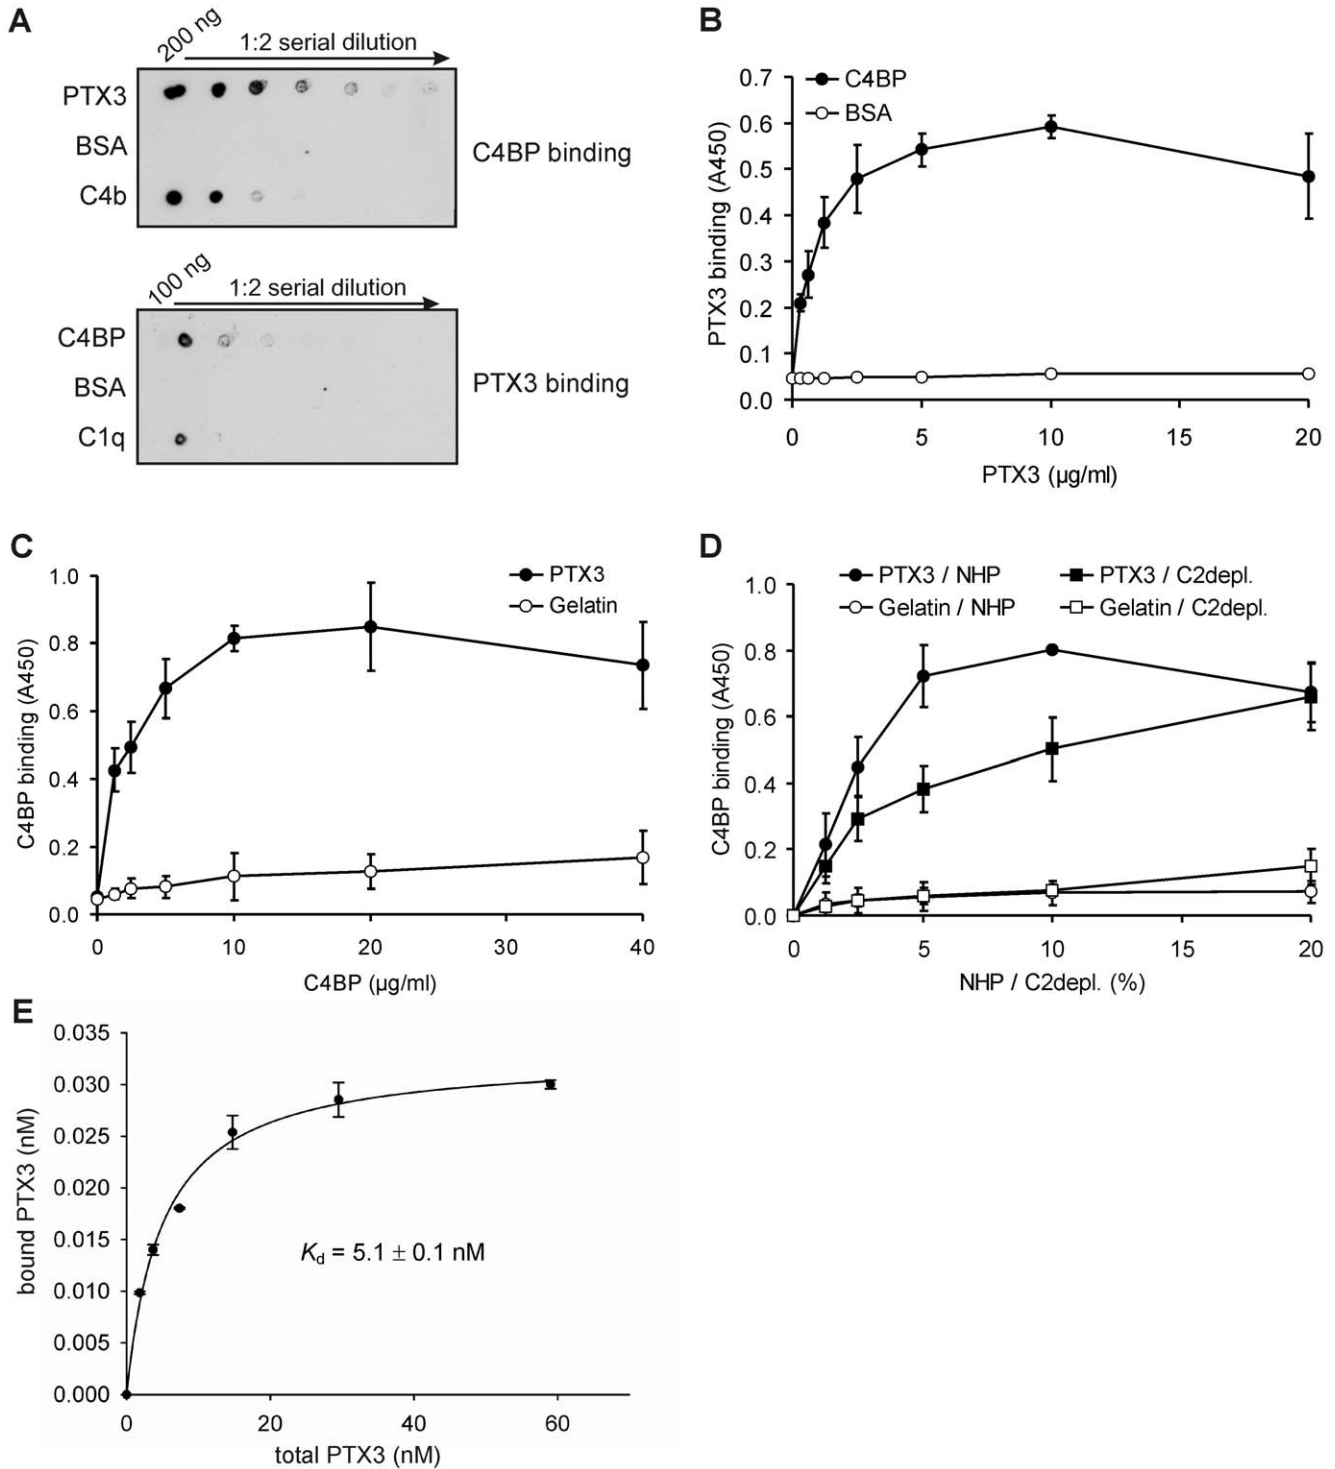 A
200 ng
1:2 serial dilution
PTX3
BSA
C4b
C4BP binding
100 ng
1:2 serial dilution
C4BP
BSA
C1q
PTX3 binding
B
C4BP
BSA
PTX3 binding (A450)
0.7
0.6
0.5
0.4
0.3
0.2
0.1
0.0
0 5 10 15 20
PTX3 (µg/ml)
C
PTX3
Gelatin
C4BP binding (A450)
1.0
0.8
0.6
0.4
0.2
0.0
0 10 20 30 40
C4BP (µg/ml)
D
PTX3 / NHP PTX3 / C2depl.
Gelatin / NHP Gelatin / C2depl.
C4BP binding (A450)
1.0
0.8
0.6
0.4
0.2
0.0
0 5 10 15 20
NHP / C2depl. (%)
E
bound PTX3 (nM)
0.035
0.030
0.025
0.020
0.015
0.010
0.005
0.000
Kd = 5.1 ± 0.1 nM
0 20 40 60
total PTX3 (nM)